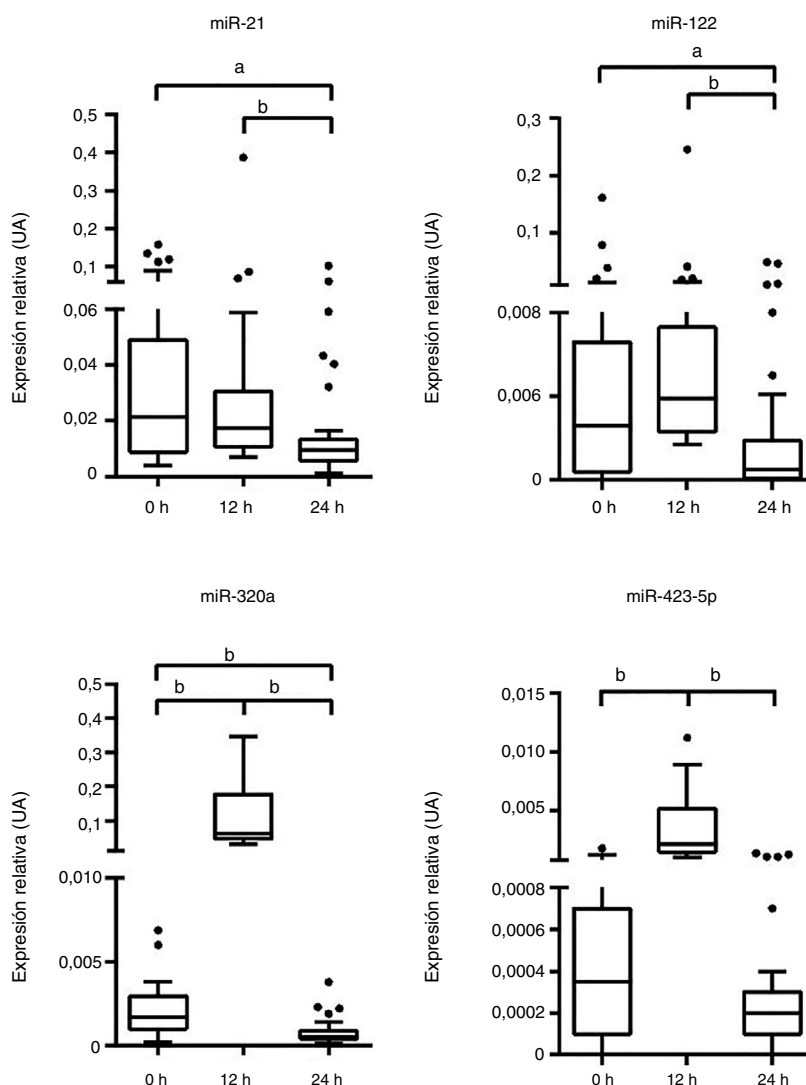 miR-21
a
b
Expresión relativa (UA)
0,5
0,4
0,3
0,2
0,1
0,06
0,04
0,02
0
0 h 12 h 24 h
miR-122
a
b
Expresión relativa (UA)
0,3
0,2
0,1
0,008
0,006
0
0 h 12 h 24 h
miR-320a
b
b b
Expresión relativa (UA)
0,5
0,4
0,3
0,2
0,1
0,010
0,005
0
0 h 12 h 24 h
miR-423-5p
b b
Expresión relativa (UA)
0,015
0,010
0,005
0,0008
0,0006
0,0004
0,0002
0
0 h 12 h 24 h